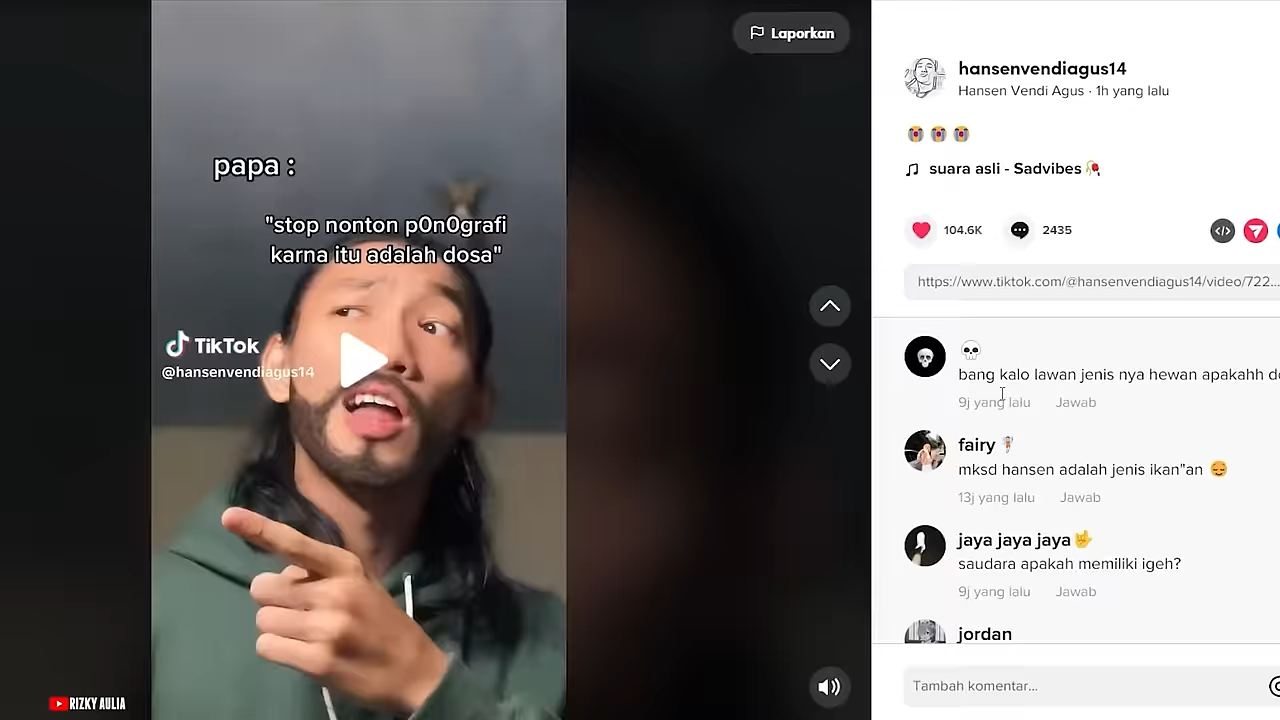 Laporkan
papa :
"stop nonton p0n0grafi
karna itu adalah dosa"
TikTok
@hansenvendiagus14
RIZKY AULIA
hansenvendiagus14
Hansen Vendi Agus · 1h yang lalu
😭 😭 😭
suara asli - Sadvibes🥀
104.6K
2435
https://www.tiktok.com/@hansenvendiagus14/video/722...
💀
bang kalo lawan jenis nya hewan apakahh
9j yang lalu Jawab
fairy🧚
mksd hansen adalah jenis ikan"an 😊
13j yang lalu Jawab
jaya jaya jaya🤟
saudara apakah memiliki igeh?
9j yang lalu Jawab
jordan
Tambah komentar...